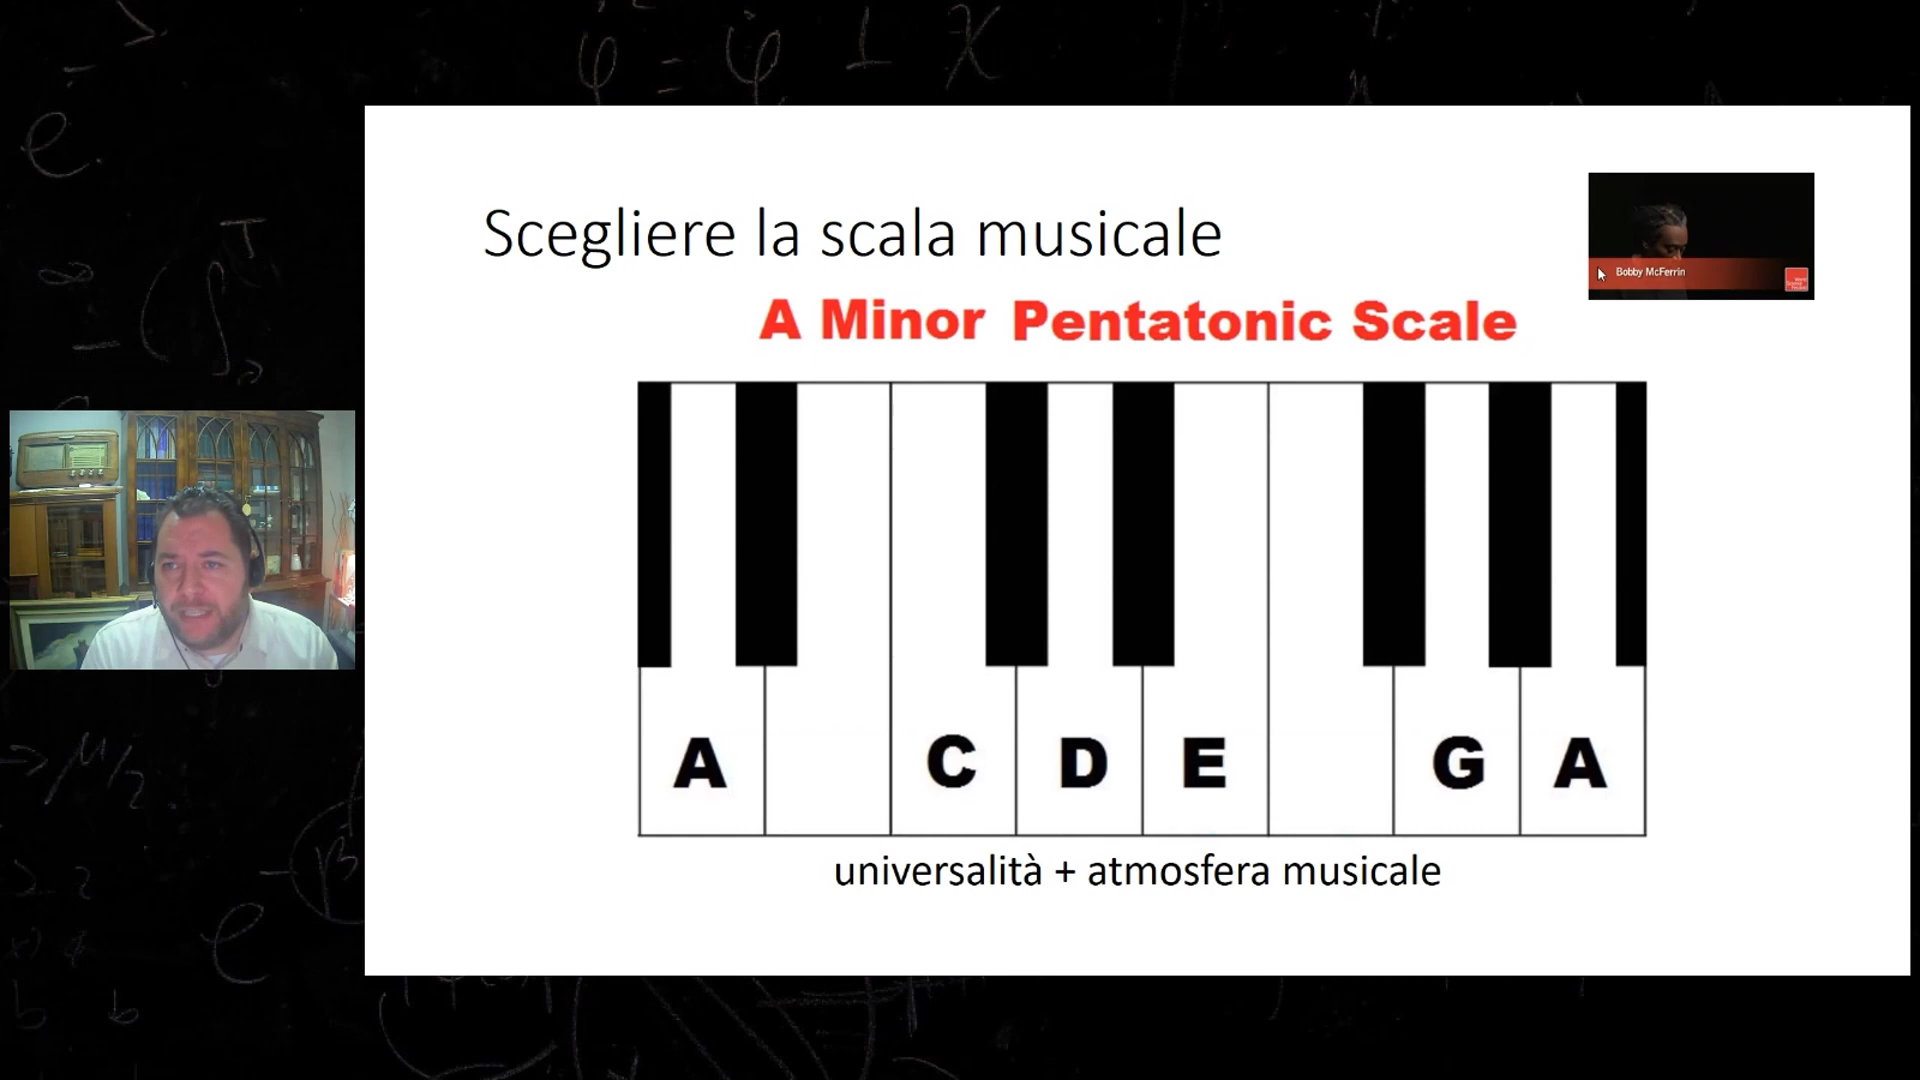 Scegliere la scala musicale
Bobby McFerrin
A Minor Pentatonic Scale
A C D E G A
universalità + atmosfera musicale